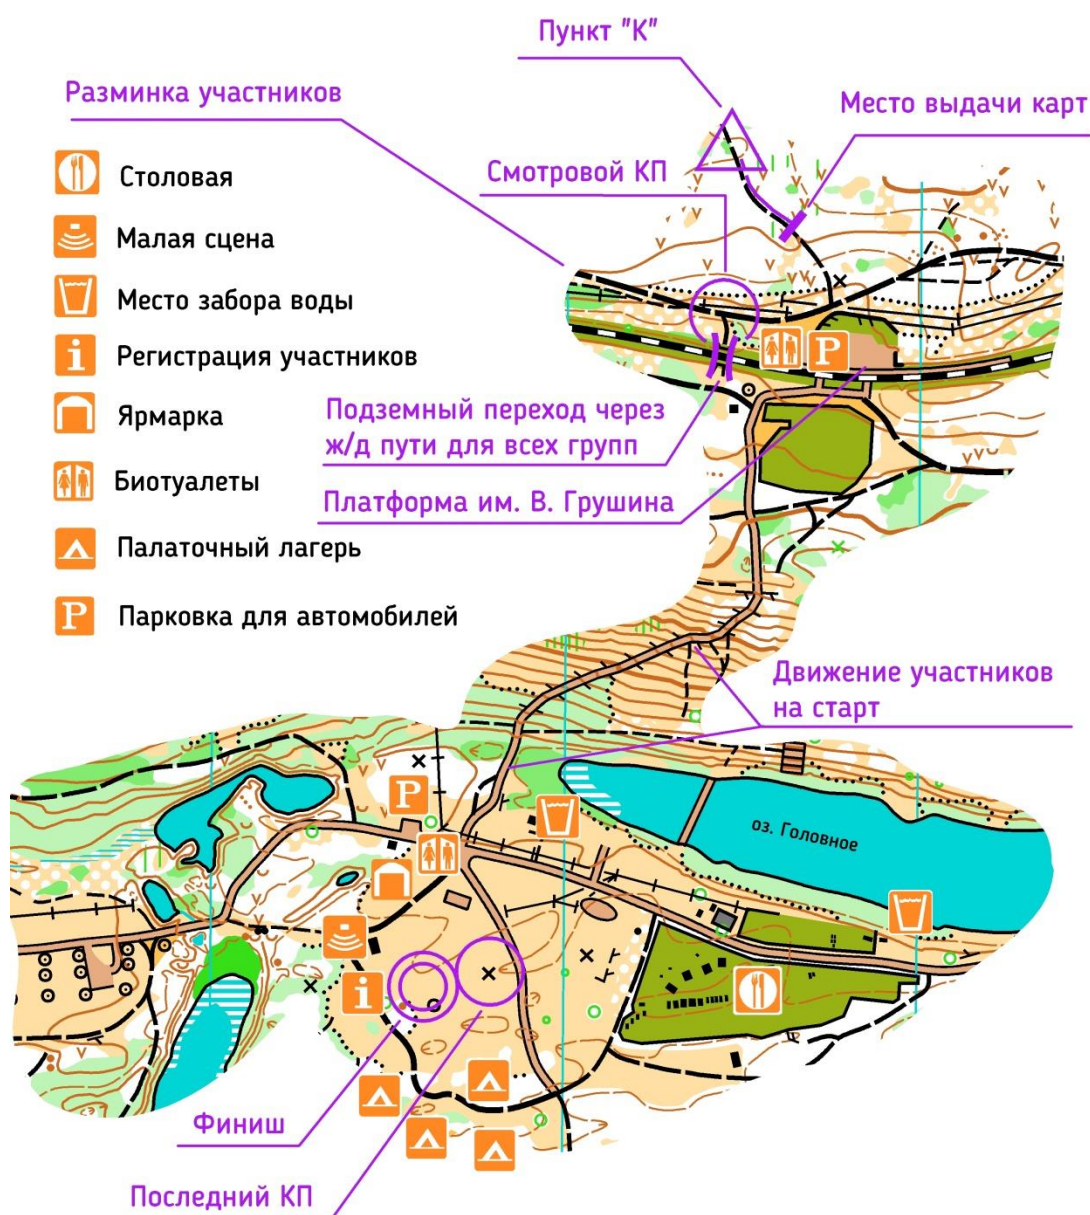 Пункт "К"
Разминка участников
Место выдачи карт
Смотровой КП
Столовая
Малая сцена
Место забора воды
i Регистрация участников
Ярмарка
Биотуалеты
Палаточный лагерь
P Парковка для автомобилей
P
Подземный переход через
ж/д пути для всех групп
Платформа им. В. Грушина
Движение участников
на старт
P
оз. Головное
i
Финиш
Последний КП